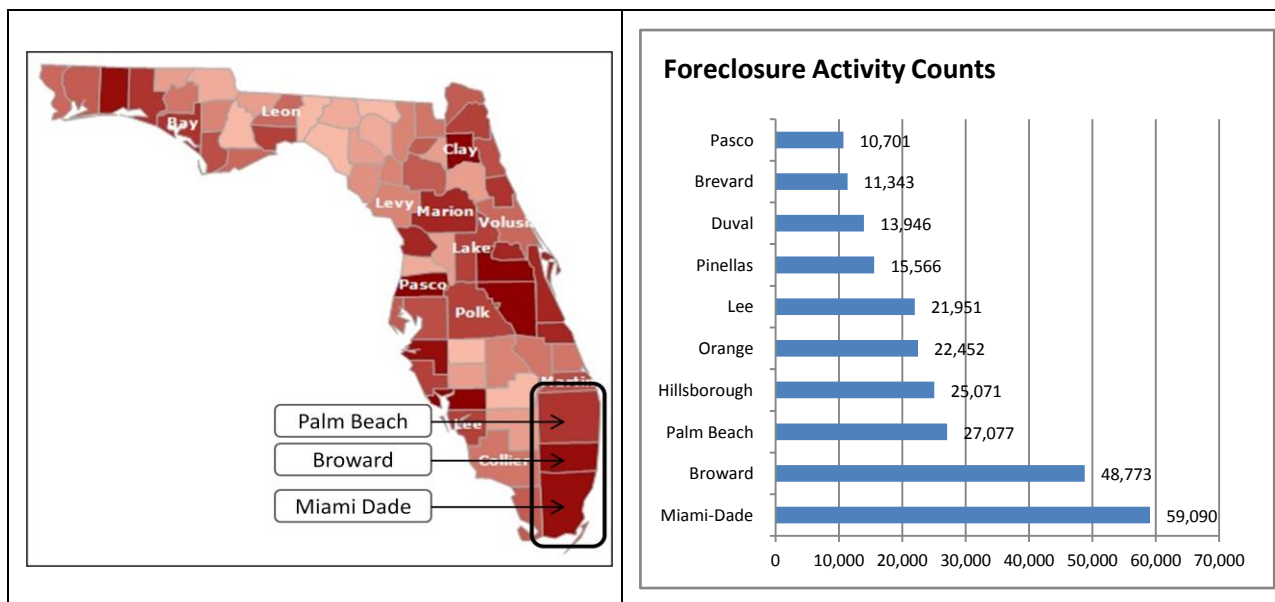 Leon
Bay
Clay
Levy
Marion
Volusi
Lake
Pasco
Polk
Martin
Palm Beach
Lee
Broward
Collier
Miami Dade
Foreclosure Activity Counts
Pasco 10,701
Brevard 11,343
Duval 13,946
Pinellas 15,566
Lee 21,951
Orange 22,452
Hillsborough 25,071
Palm Beach 27,077
Broward 48,773
Miami-Dade 59,090
0 10,000 20,000 30,000 40,000 50,000 60,000 70,000